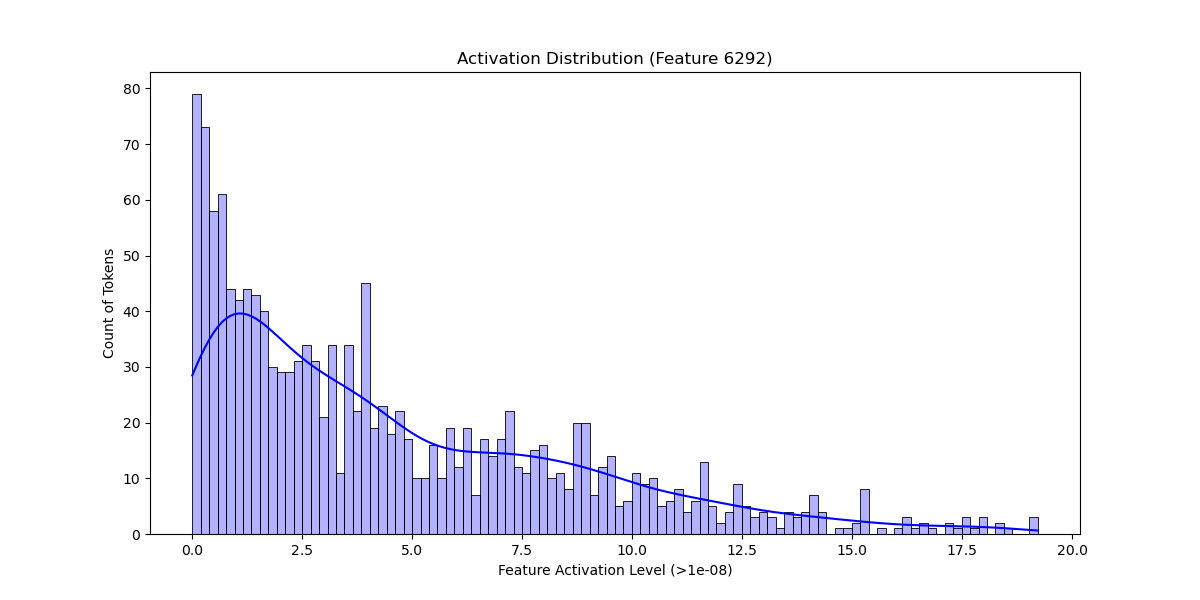 Activation Distribution (Feature 6292)
Count of Tokens
80
70
60
50
40
30
20
10
0
0.0 2.5 5.0 7.5 10.0 12.5 15.0 17.5 20.0
Feature Activation Level (>1e-08)